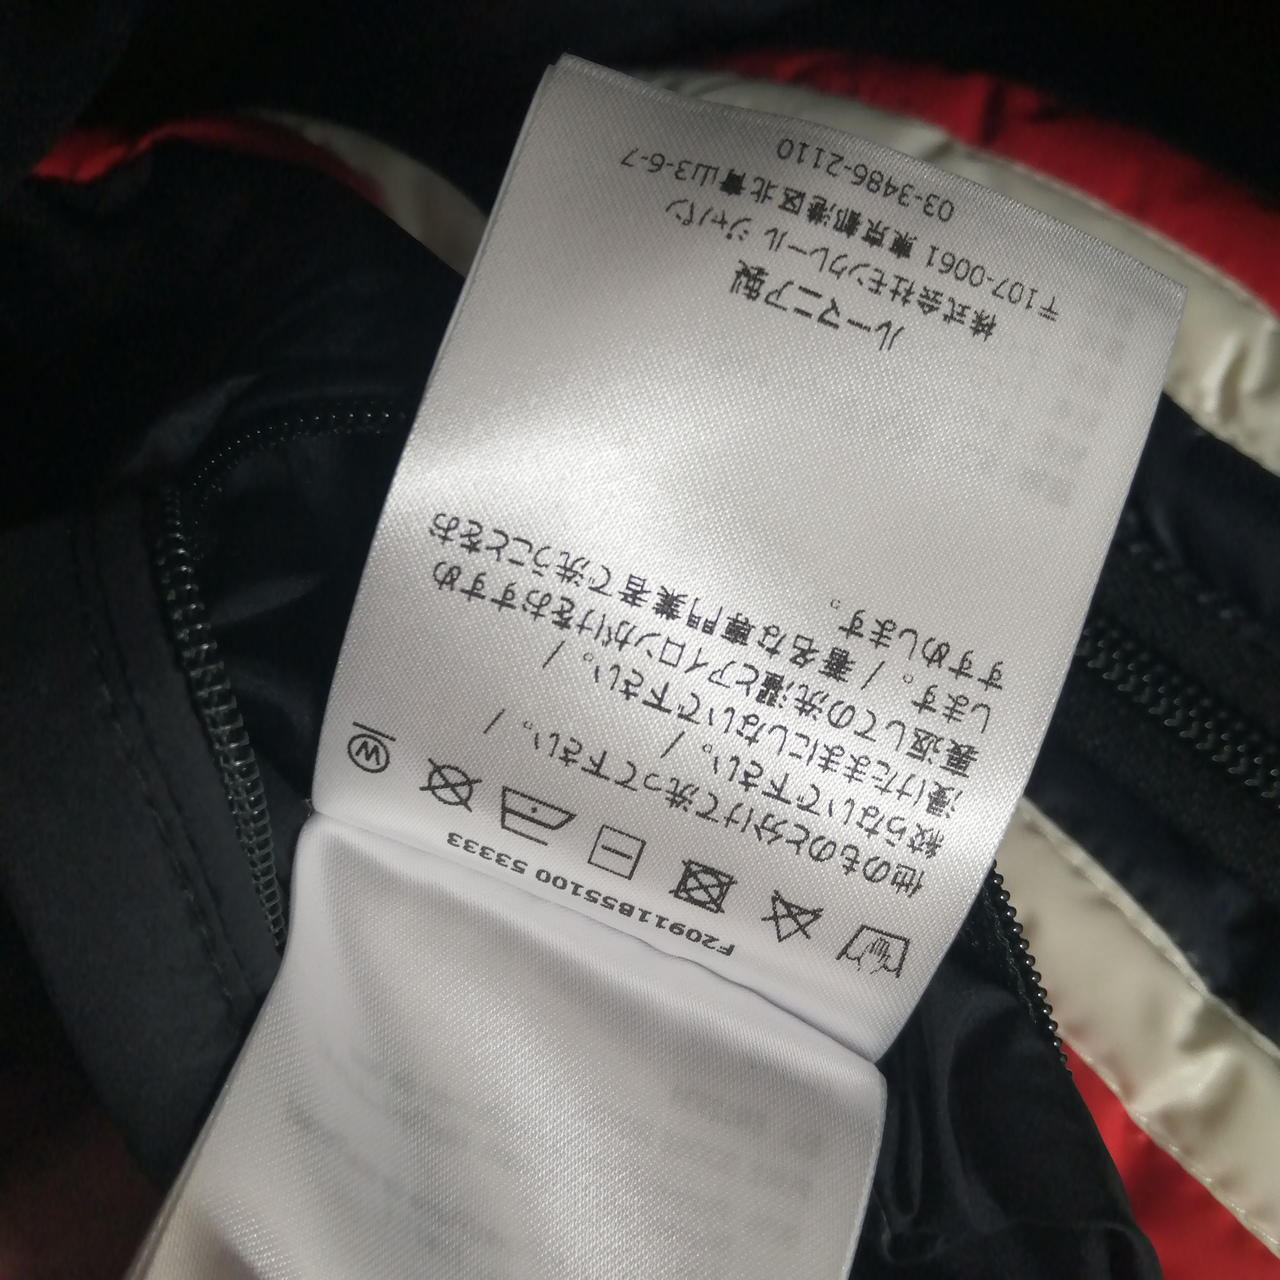 F20911B55100 53333
W
他のものと分けて洗って下さい。/
絞らないで下さい。/
浸けたままにしないで下さい。/
裏返しての洗濯とアイロンがけをおすすめ
します。/ 著名な専門業者で洗うことをお
すすめします。
ルーマニア製
株式会社モンクレール ジャパン
〒107-0061 東京都港区北青山3-6-7
03-3486-2110